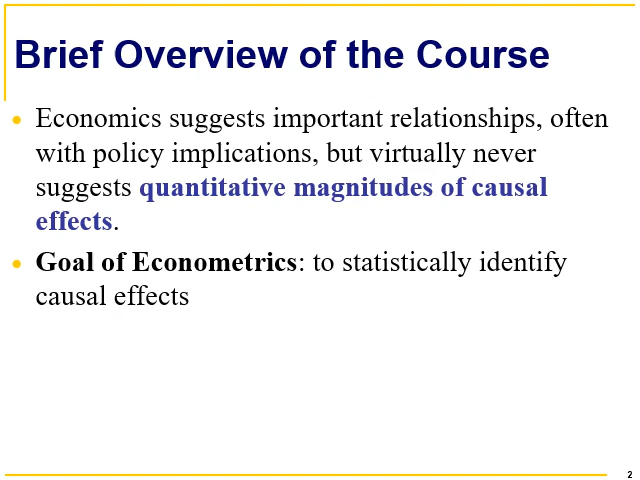 Brief Overview of the Course
Economics suggests important relationships, often
with policy implications, but virtually never
suggests quantitative magnitudes of causal
effects.
Goal of Econometrics: to statistically identify
causal effects
2